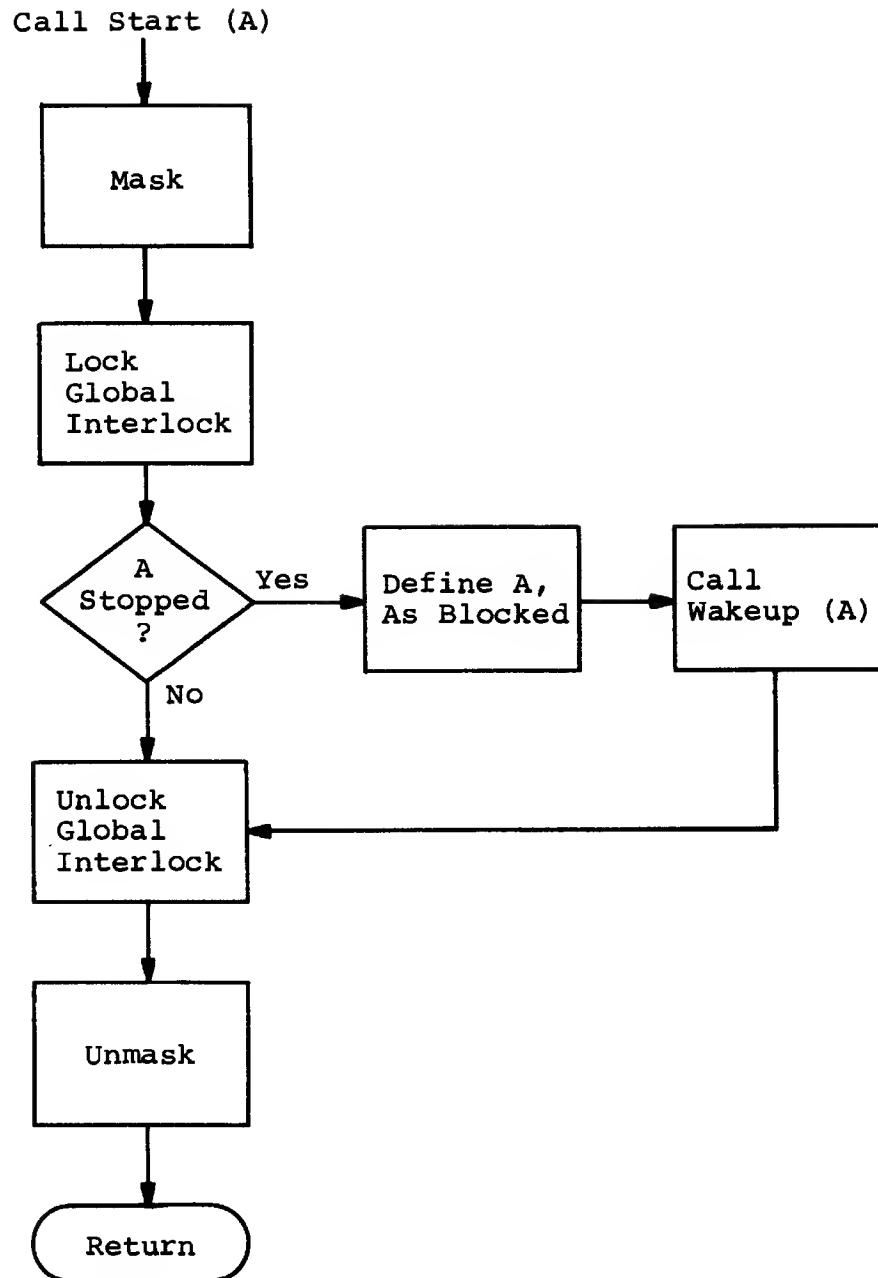 Call Start (A)
Mask
Lock
Global
Interlock
A
Stopped
?
Yes
Define A,
As Blocked
Call
Wakeup (A)
No
Unlock
Global
Interlock
Unmask
Return